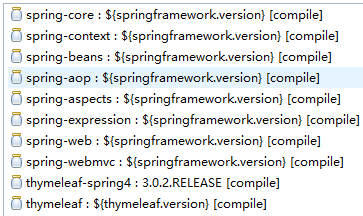 spring-core : ${springframework.version} [compile]
spring-context : ${springframework.version} [compile]
spring-beans : ${springframework.version} [compile]
spring-aop : ${springframework.version} [compile]
spring-aspects : ${springframework.version} [compile]
spring-expression : ${springframework.version} [compile]
spring-web : ${springframework.version} [compile]
spring-webmvc : ${springframework.version} [compile]
thymeleaf-spring4 : 3.0.2.RELEASE [compile]
thymeleaf : ${thymeleaf.version} [compile]